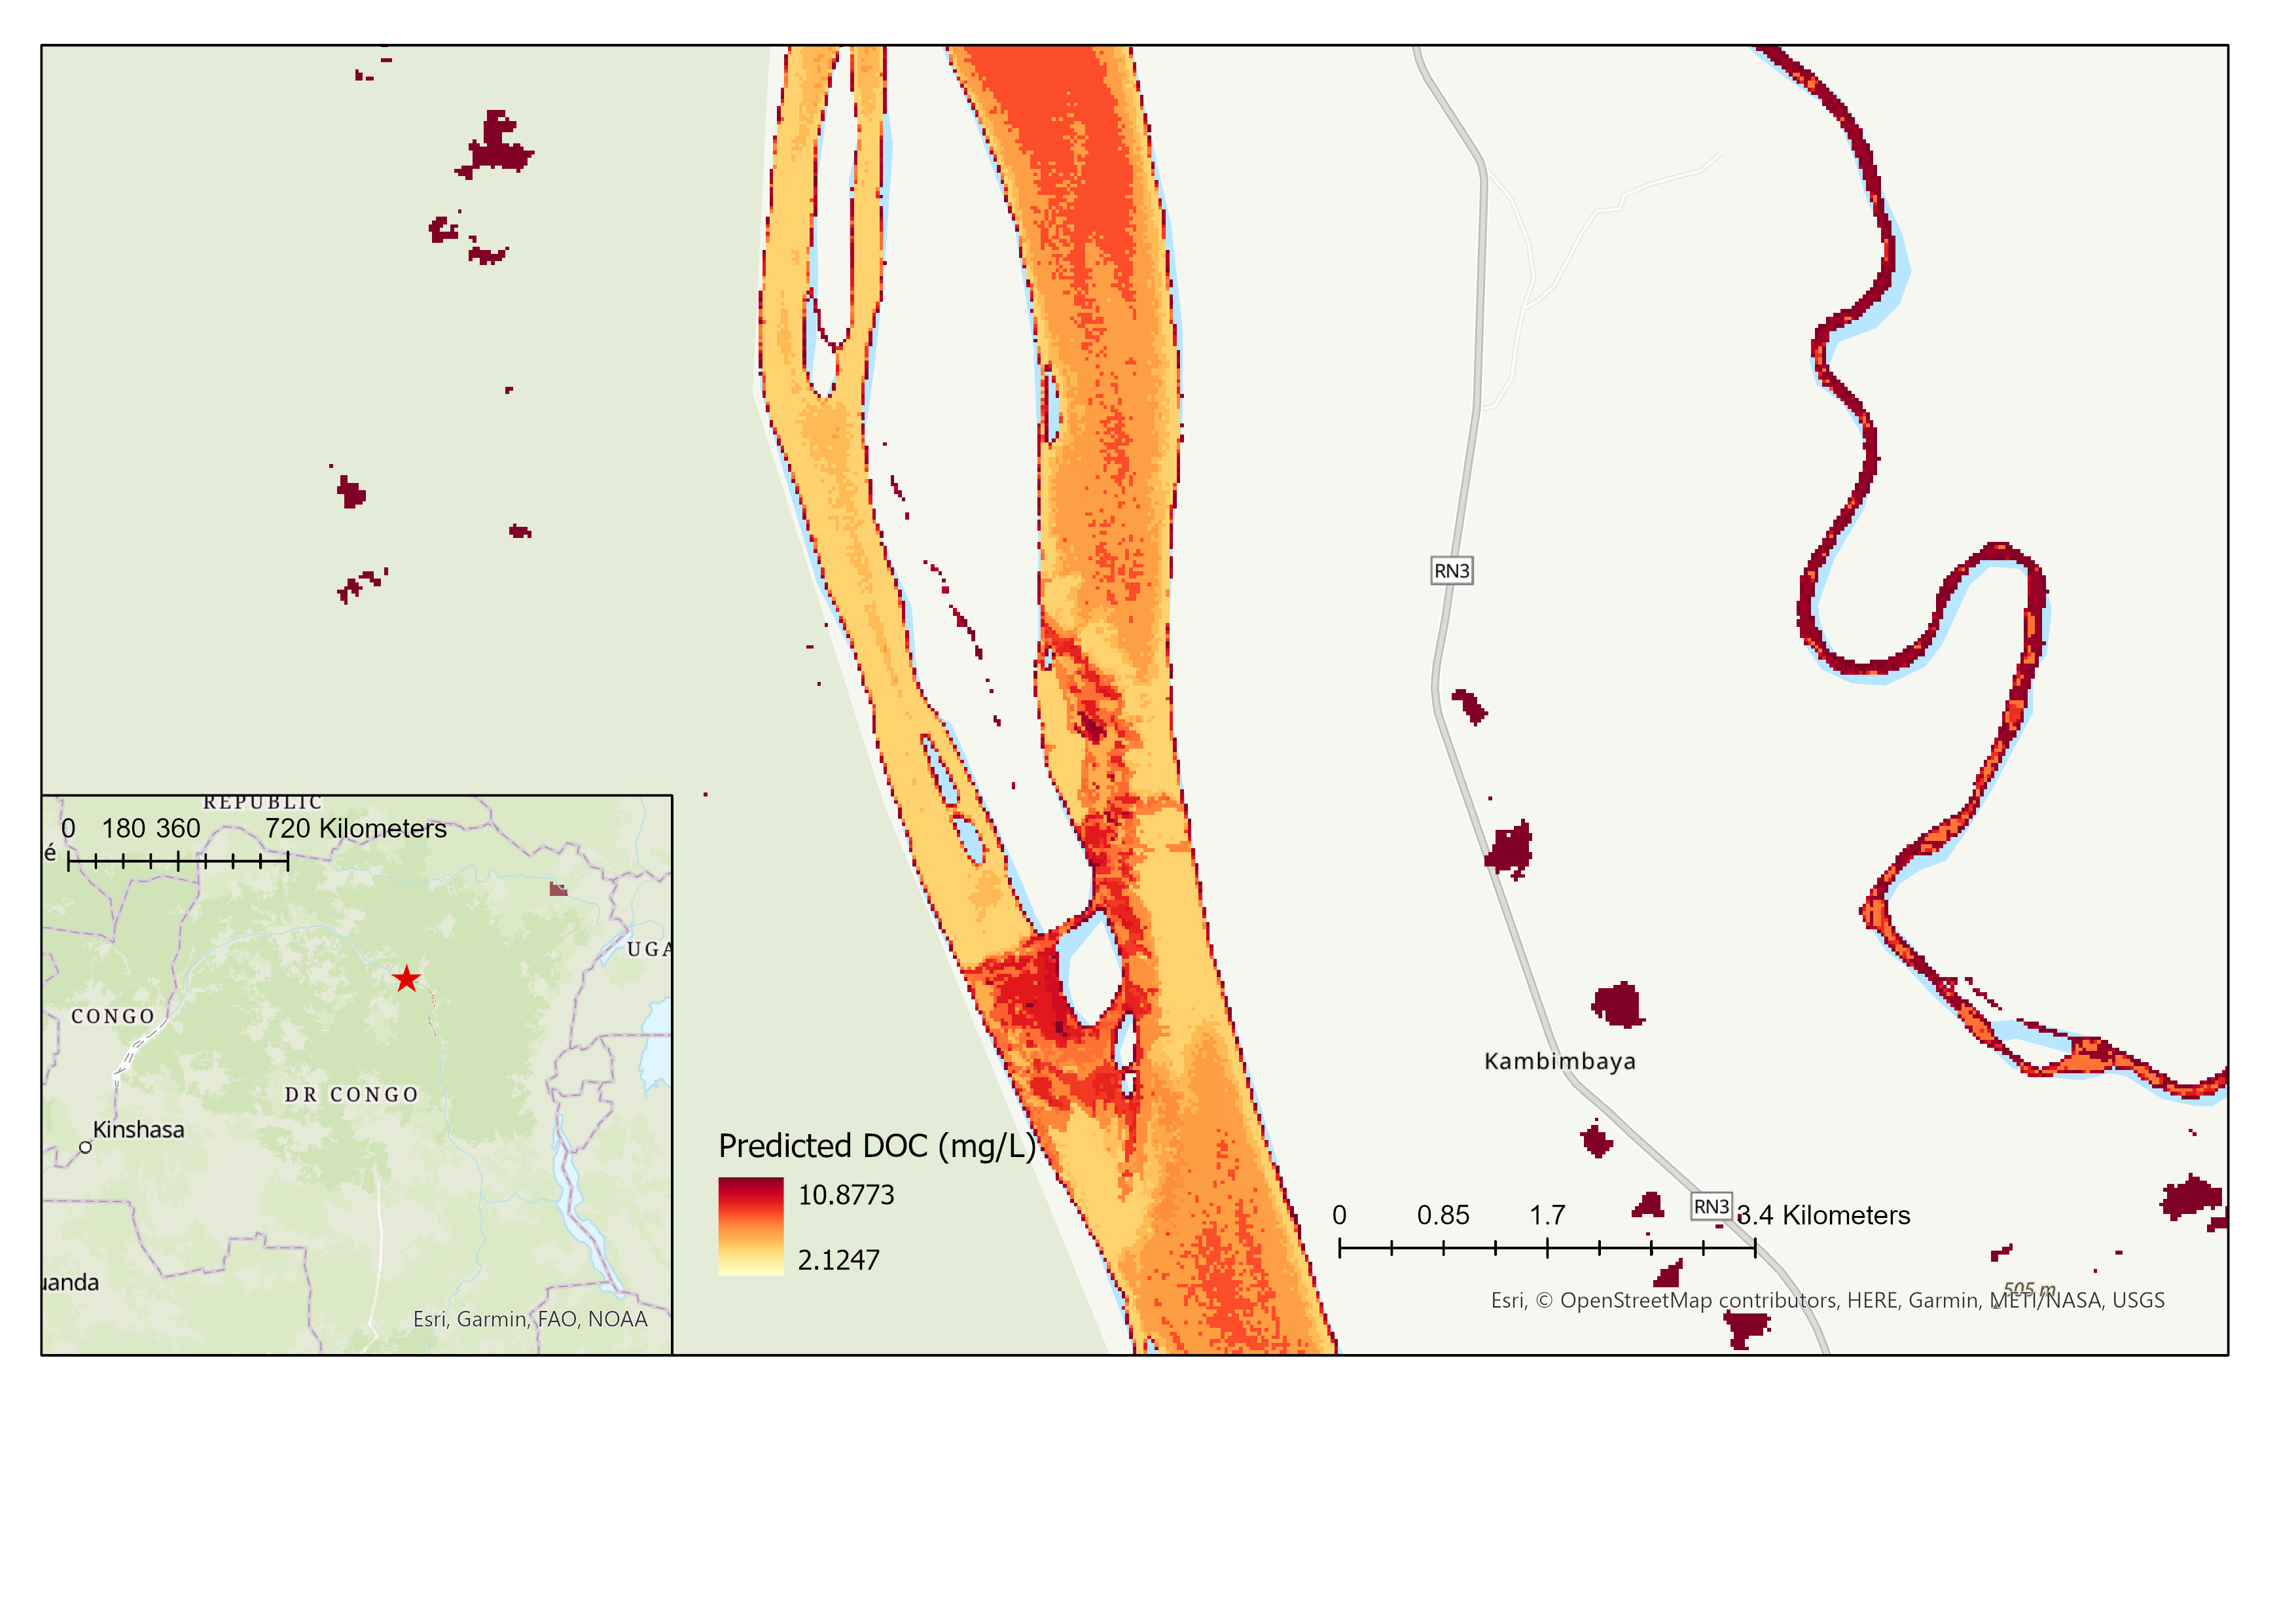 RN3
REPUBLIC
0 180 360 720 Kilometers
é
UGA
CONGO
DR CONGO
Kinshasa
uanda
Esri, Garmin, FAO, NOAA
Kambimbaya
Predicted DOC (mg/L)
10.8773
2.1247
RN3
0 0.85 1.7 3.4 Kilometers
505 m
Esri, © OpenStreetMap contributors, HERE, Garmin, METI/NASA, USGS